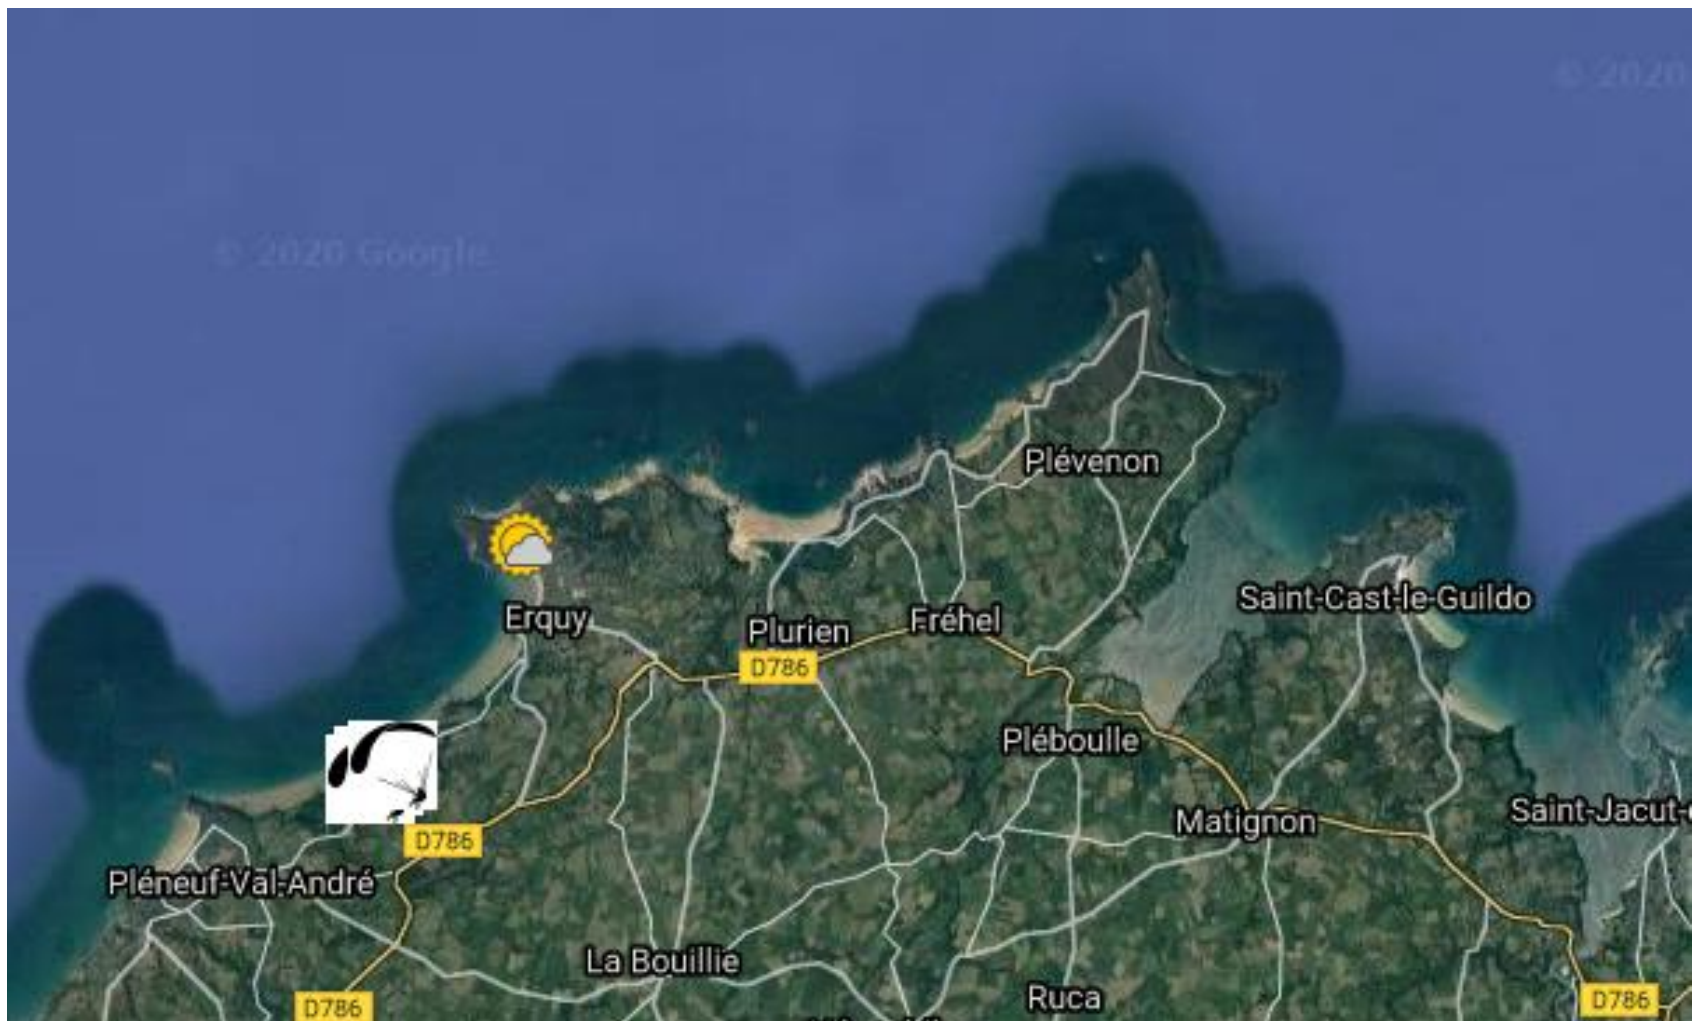 © 2020
© 2020 Google
Plévenon
Saint-Cast-le-Guildo
Erquy
Plurien
Fréhel
D786
Pléboulle
Matignon
Saint-Jacut-
D786
Pléneuf-Val-André
La Bouillie
Ruca
D786
D786